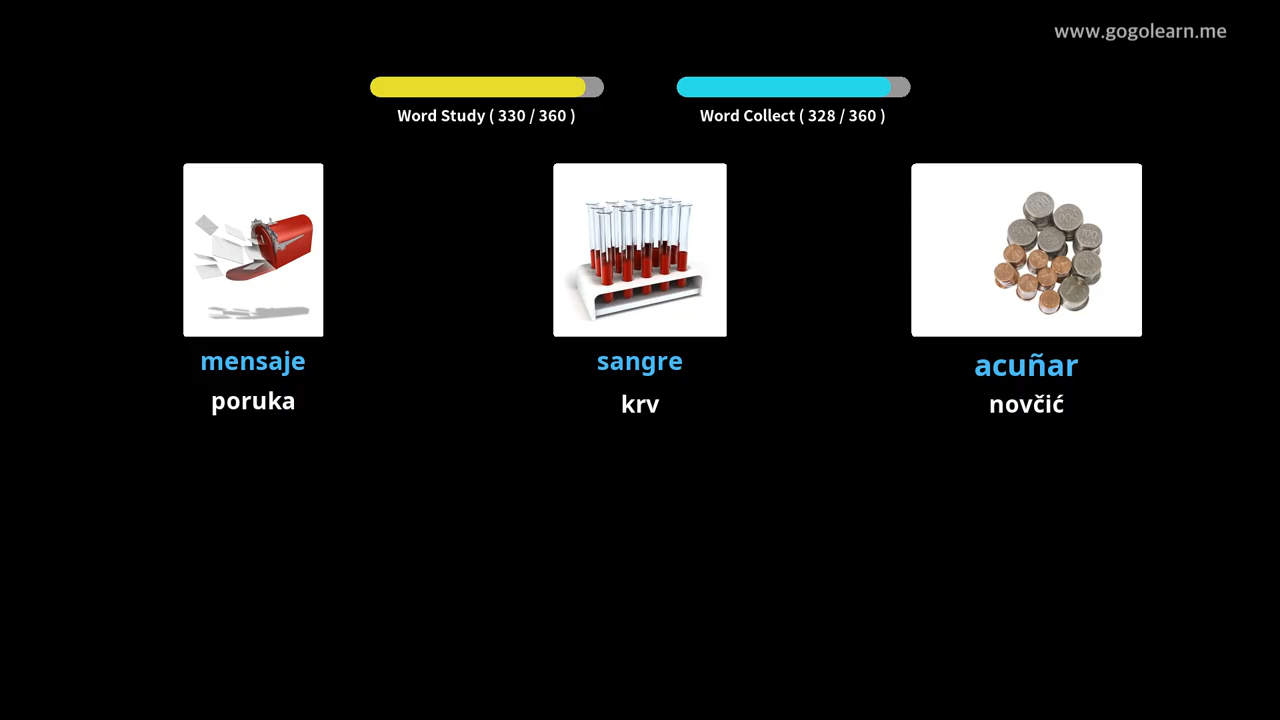 www.gogolearn.me
Word Study ( 330 / 360 )
Word Collect ( 328 / 360 )
mensaje
poruka
sangre
krv
acuñar
novčić